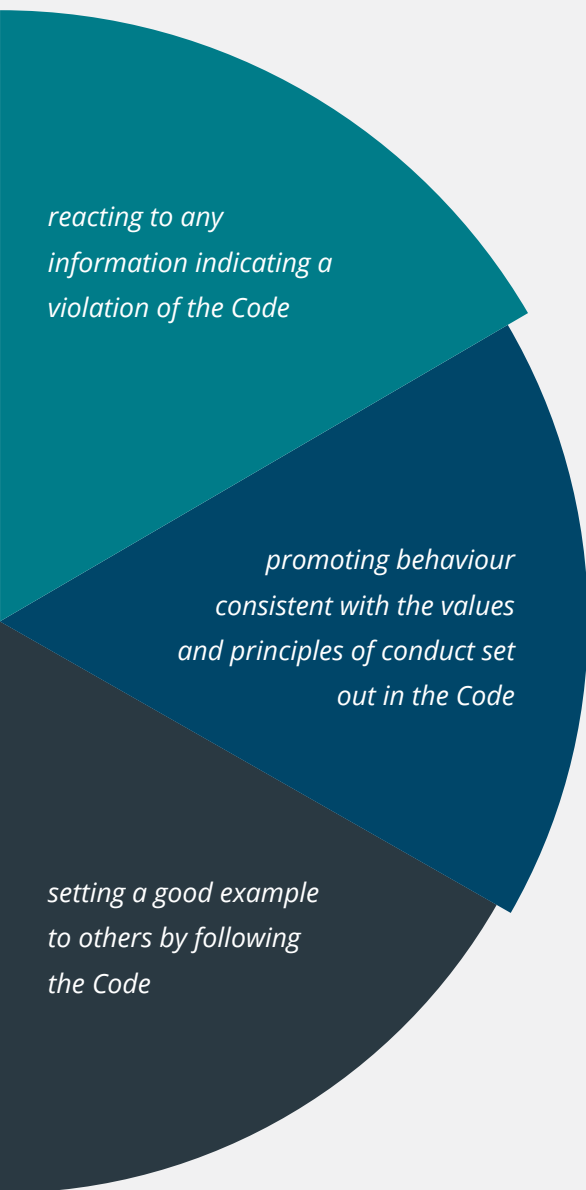 reacting to any
information indicating a
violation of the Code
promoting behaviour
consistent with the values
and principles of conduct set
out in the Code
setting a good example
to others by following
the Code